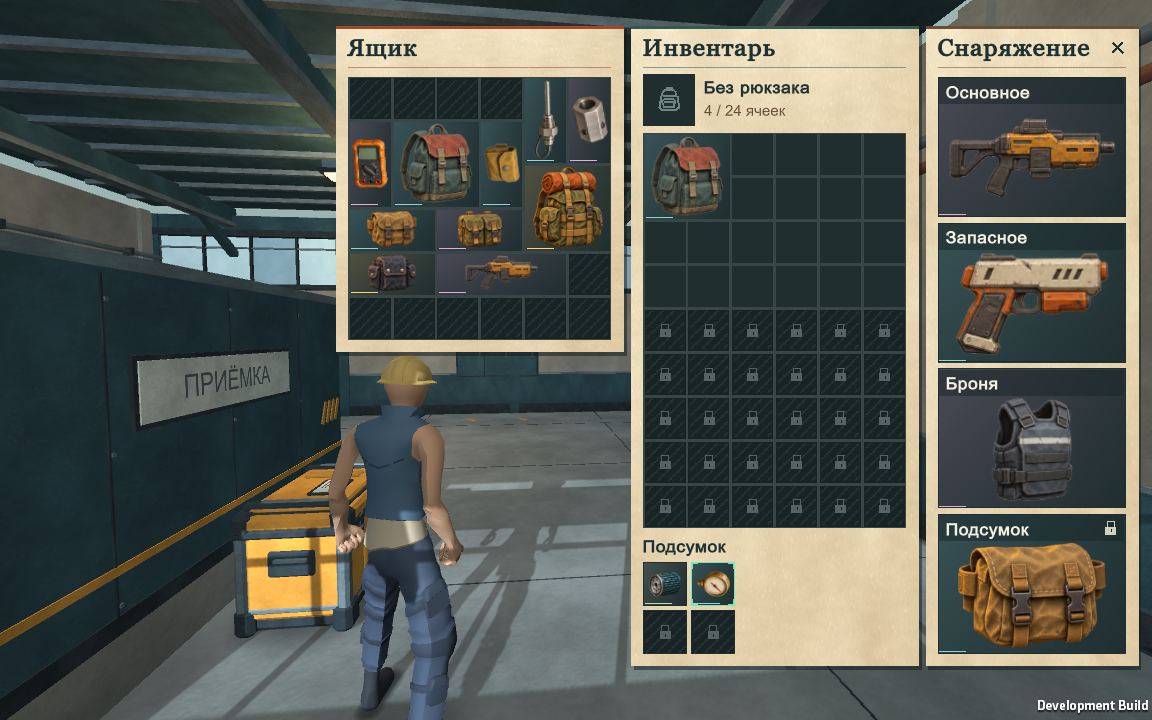 Ящик
Инвентарь
Без рюкзака
4 / 24 ячеек
Подсумок
Снаряжение
Основное
Запасное
Броня
Подсумок
ПРИЁМКА
Development Build